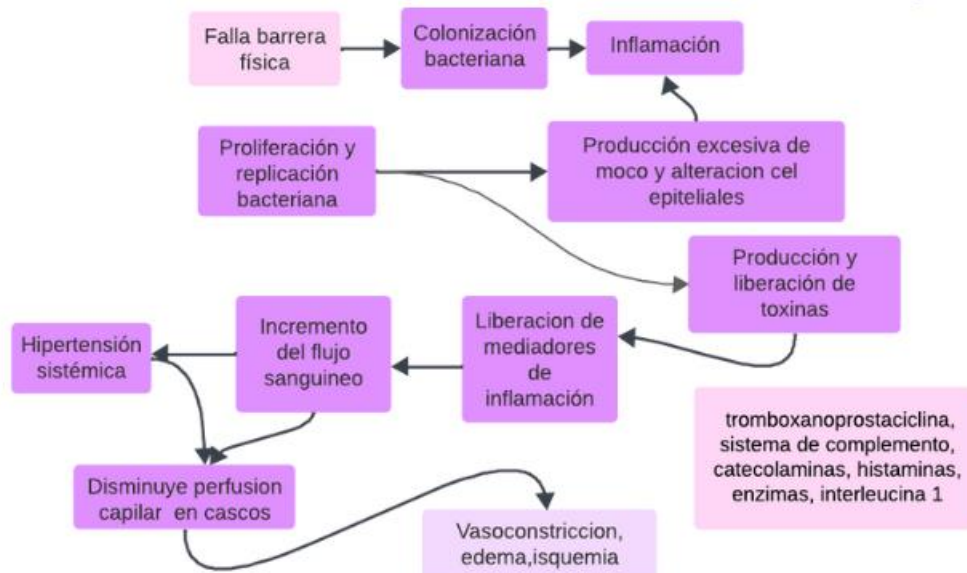 Falla barrera
física
Colonización
bacteriana
Inflamación
Proliferación y
replicación
bacteriana
Producción excesiva de
moco y alteracion cel
epiteliales
Producción y
liberación de
toxinas
Hipertensión
sistémica
Incremento
del flujo
sanguineo
Liberacion de
mediadores
de
inflamación
tromboxanoprostaciclina,
sistema de complemento,
catecolaminas, histaminas,
enzimas, interleucina 1
Disminuye perfusion
capilar en cascos
Vasoconstriccion,
edema,isquemia